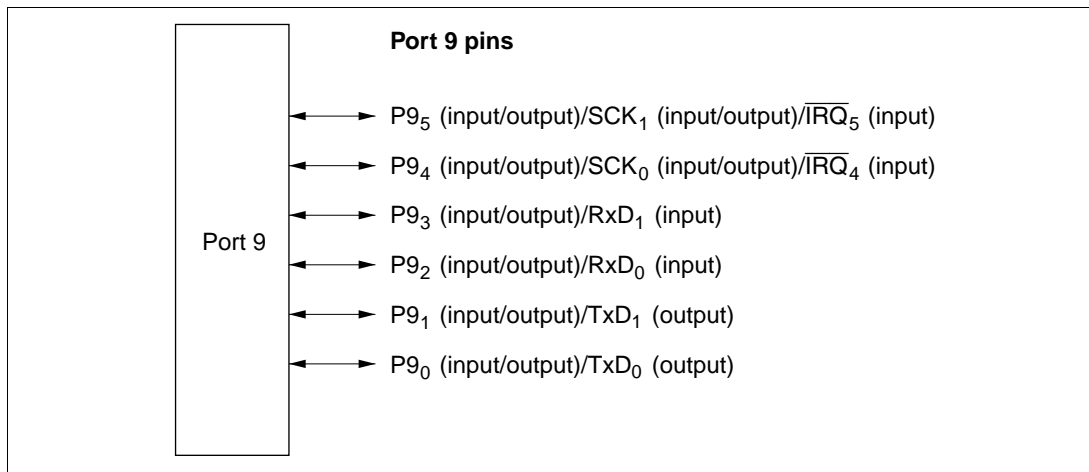 Port 9 pins
P9₅ (input/output)/SCK₁ (input/output)/I̅R̅Q̅₅ (input)
P9₄ (input/output)/SCK₀ (input/output)/I̅R̅Q̅₄ (input)
P9₃ (input/output)/RxD₁ (input)
Port 9
P9₂ (input/output)/RxD₀ (input)
P9₁ (input/output)/TxD₁ (output)
P9₀ (input/output)/TxD₀ (output)